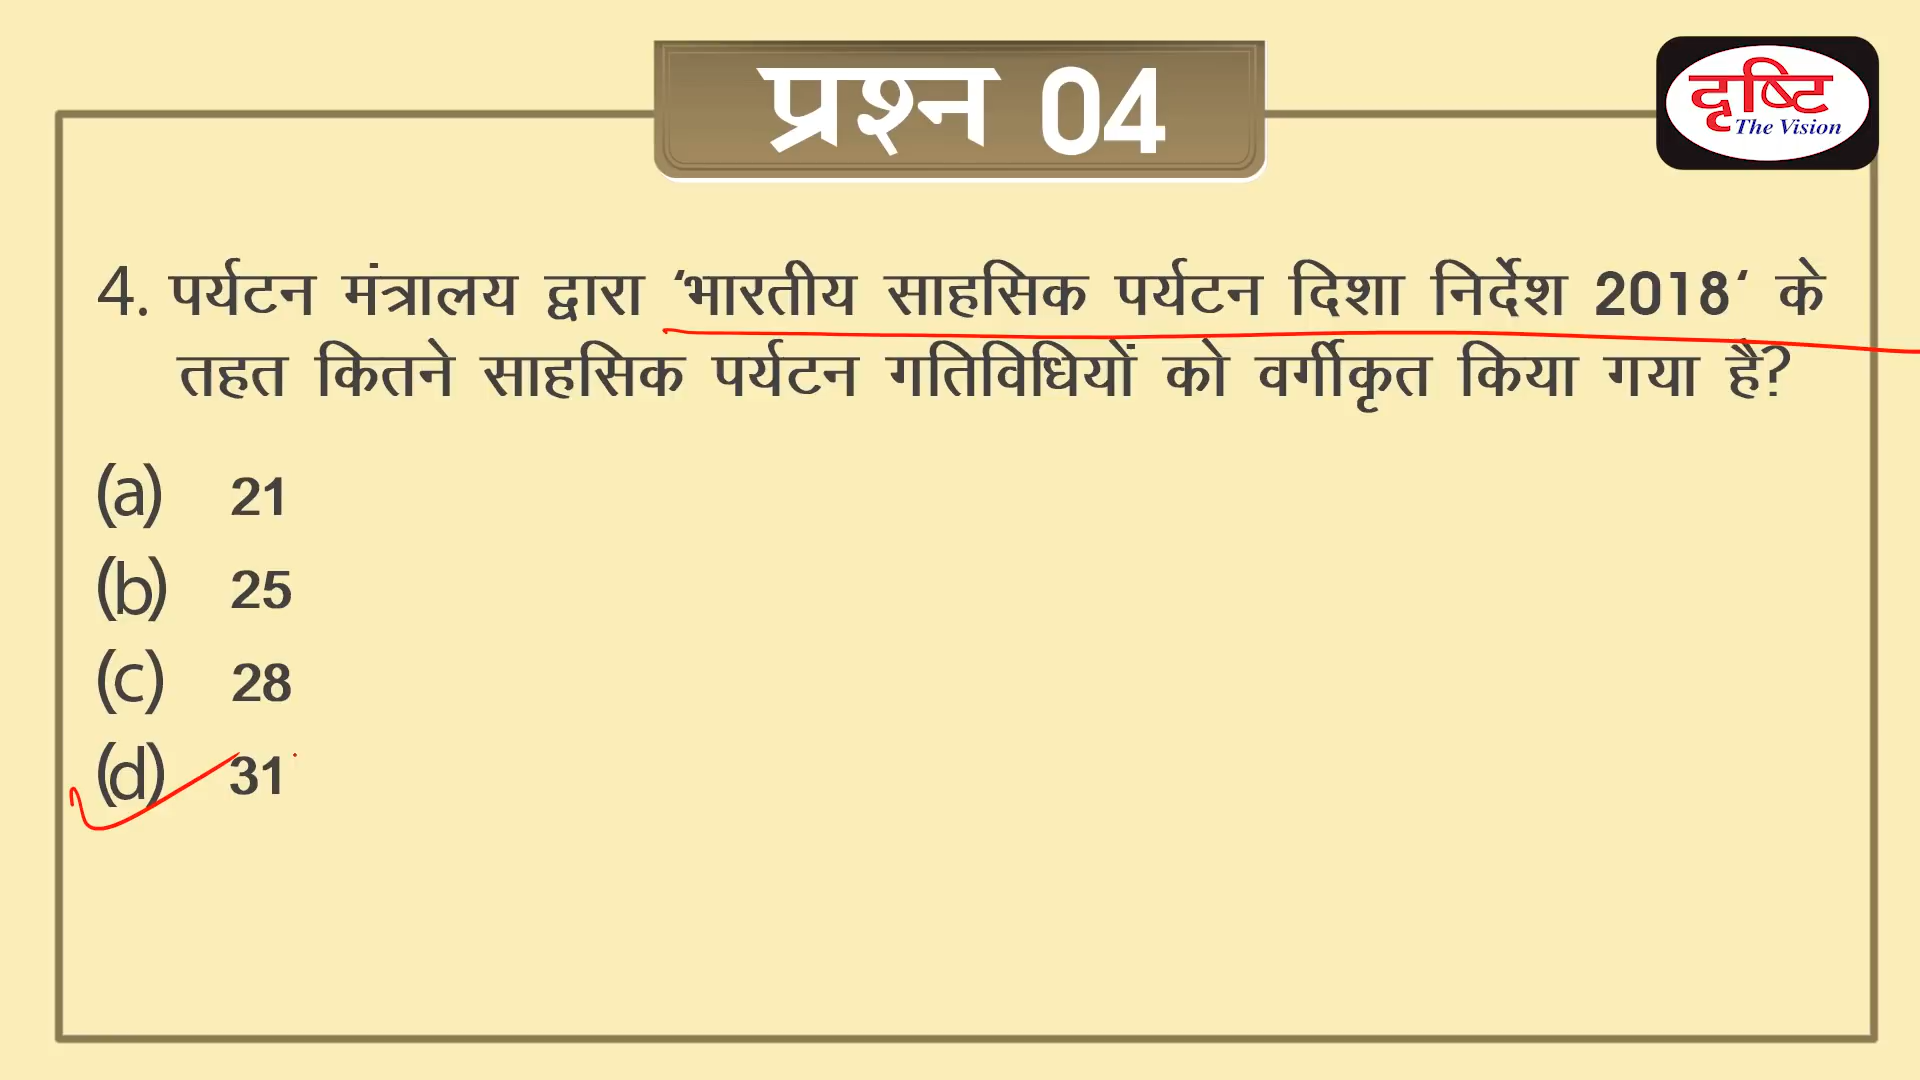 प्रश्न 04
दृष्टि
The Vision
4. पर्यटन मंत्रालय द्वारा ‘भारतीय साहसिक पर्यटन दिशा निर्देश 2018‘ के
तहत कितने साहसिक पर्यटन गतिविधियों को वर्गीकृत किया गया है?
(a) 21
(b) 25
(c) 28
(d) 31